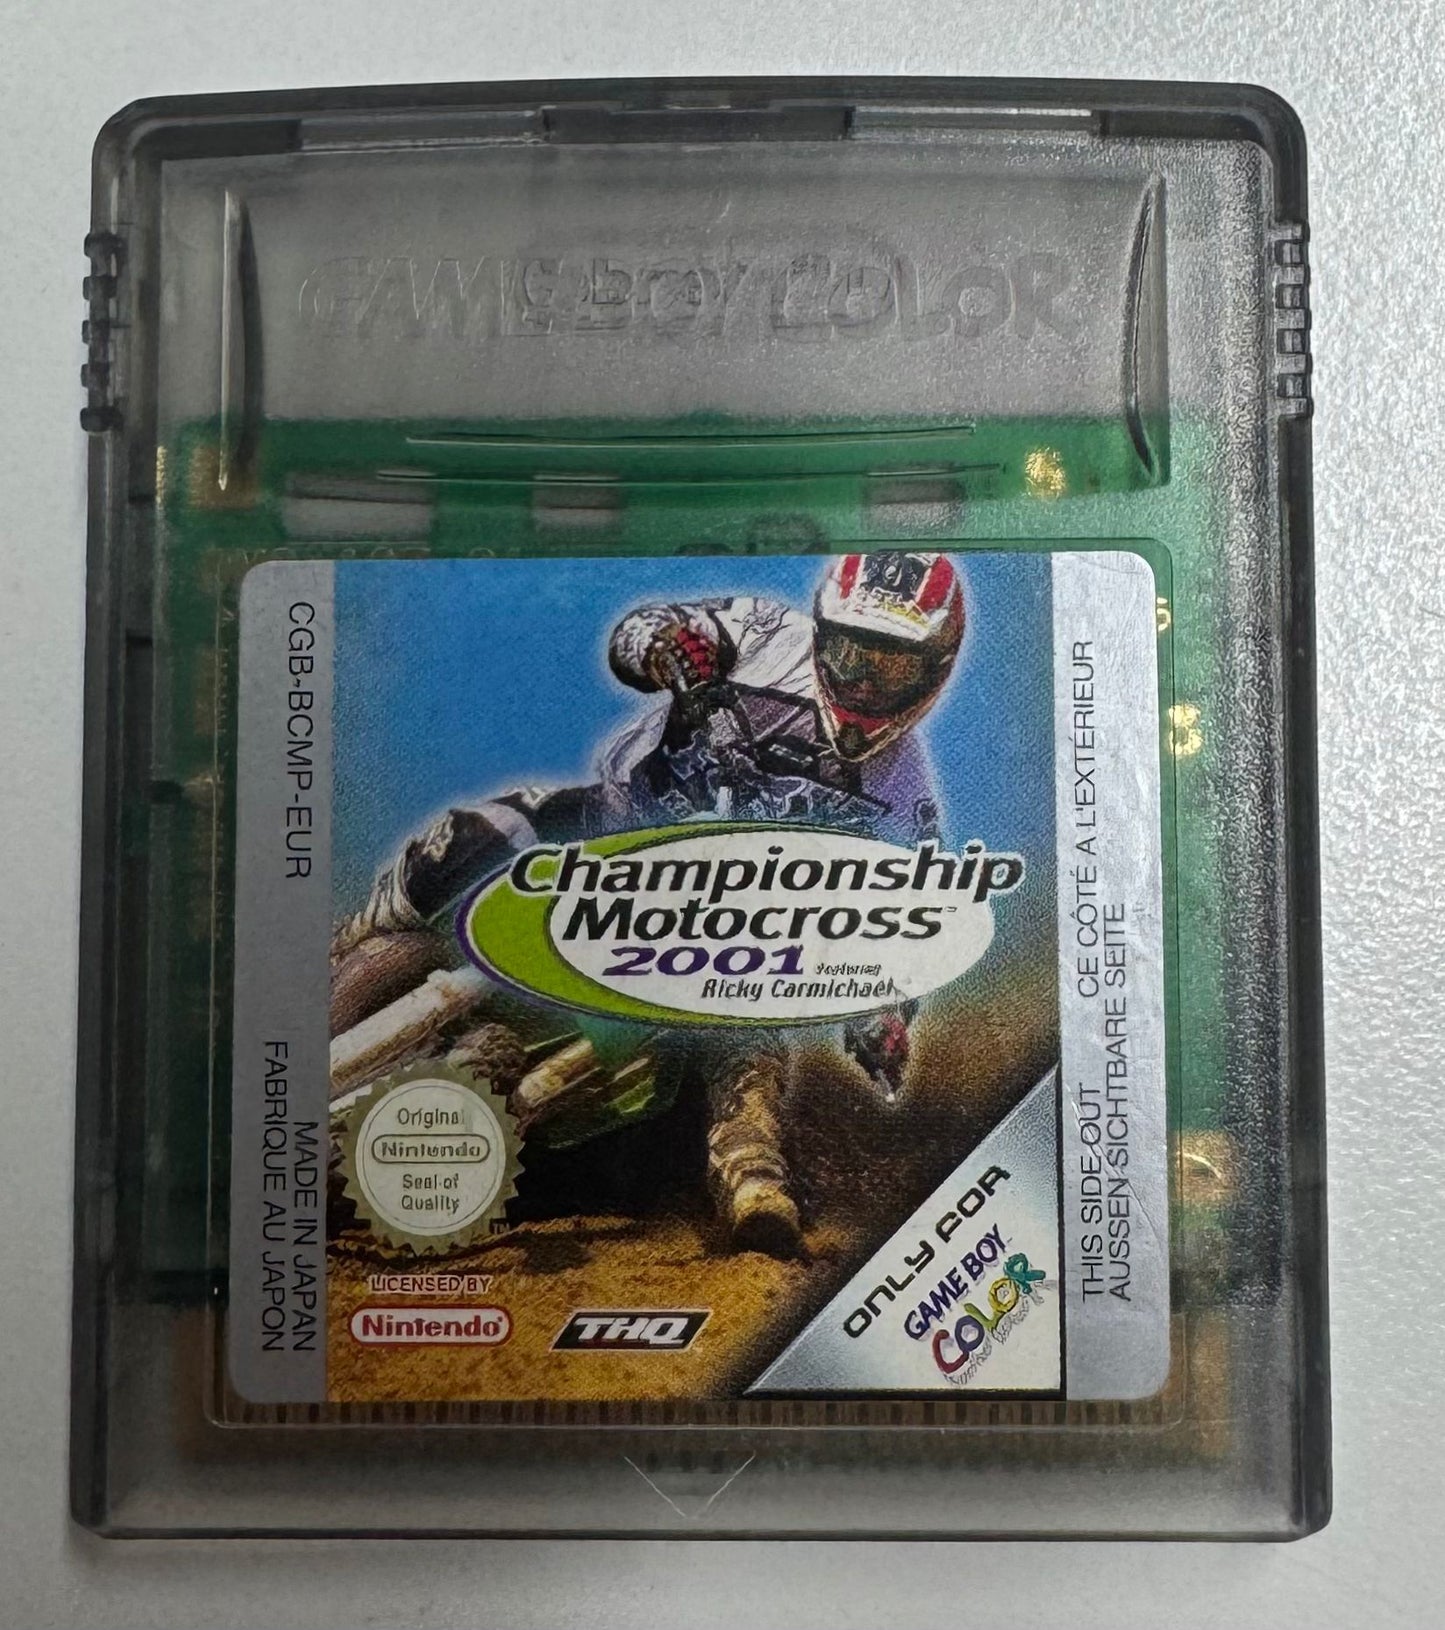 GAME BOY COLOR
CGB-BCMP-EUR
MADE IN JAPAN
FABRIQUE AU JAPON
Championship
Motocross™
2001 featuring
Ricky Carmichael
Original
Nintendo
Seal of
Quality
TM
LICENSED BY
Nintendo®
THQ
ONLY FOR
GAME BOY
COLOR
THIS SIDE OUT CE CÔTÉ A L'EXTÉRIEUR
AUSSEN-SICHTBARE SEITE